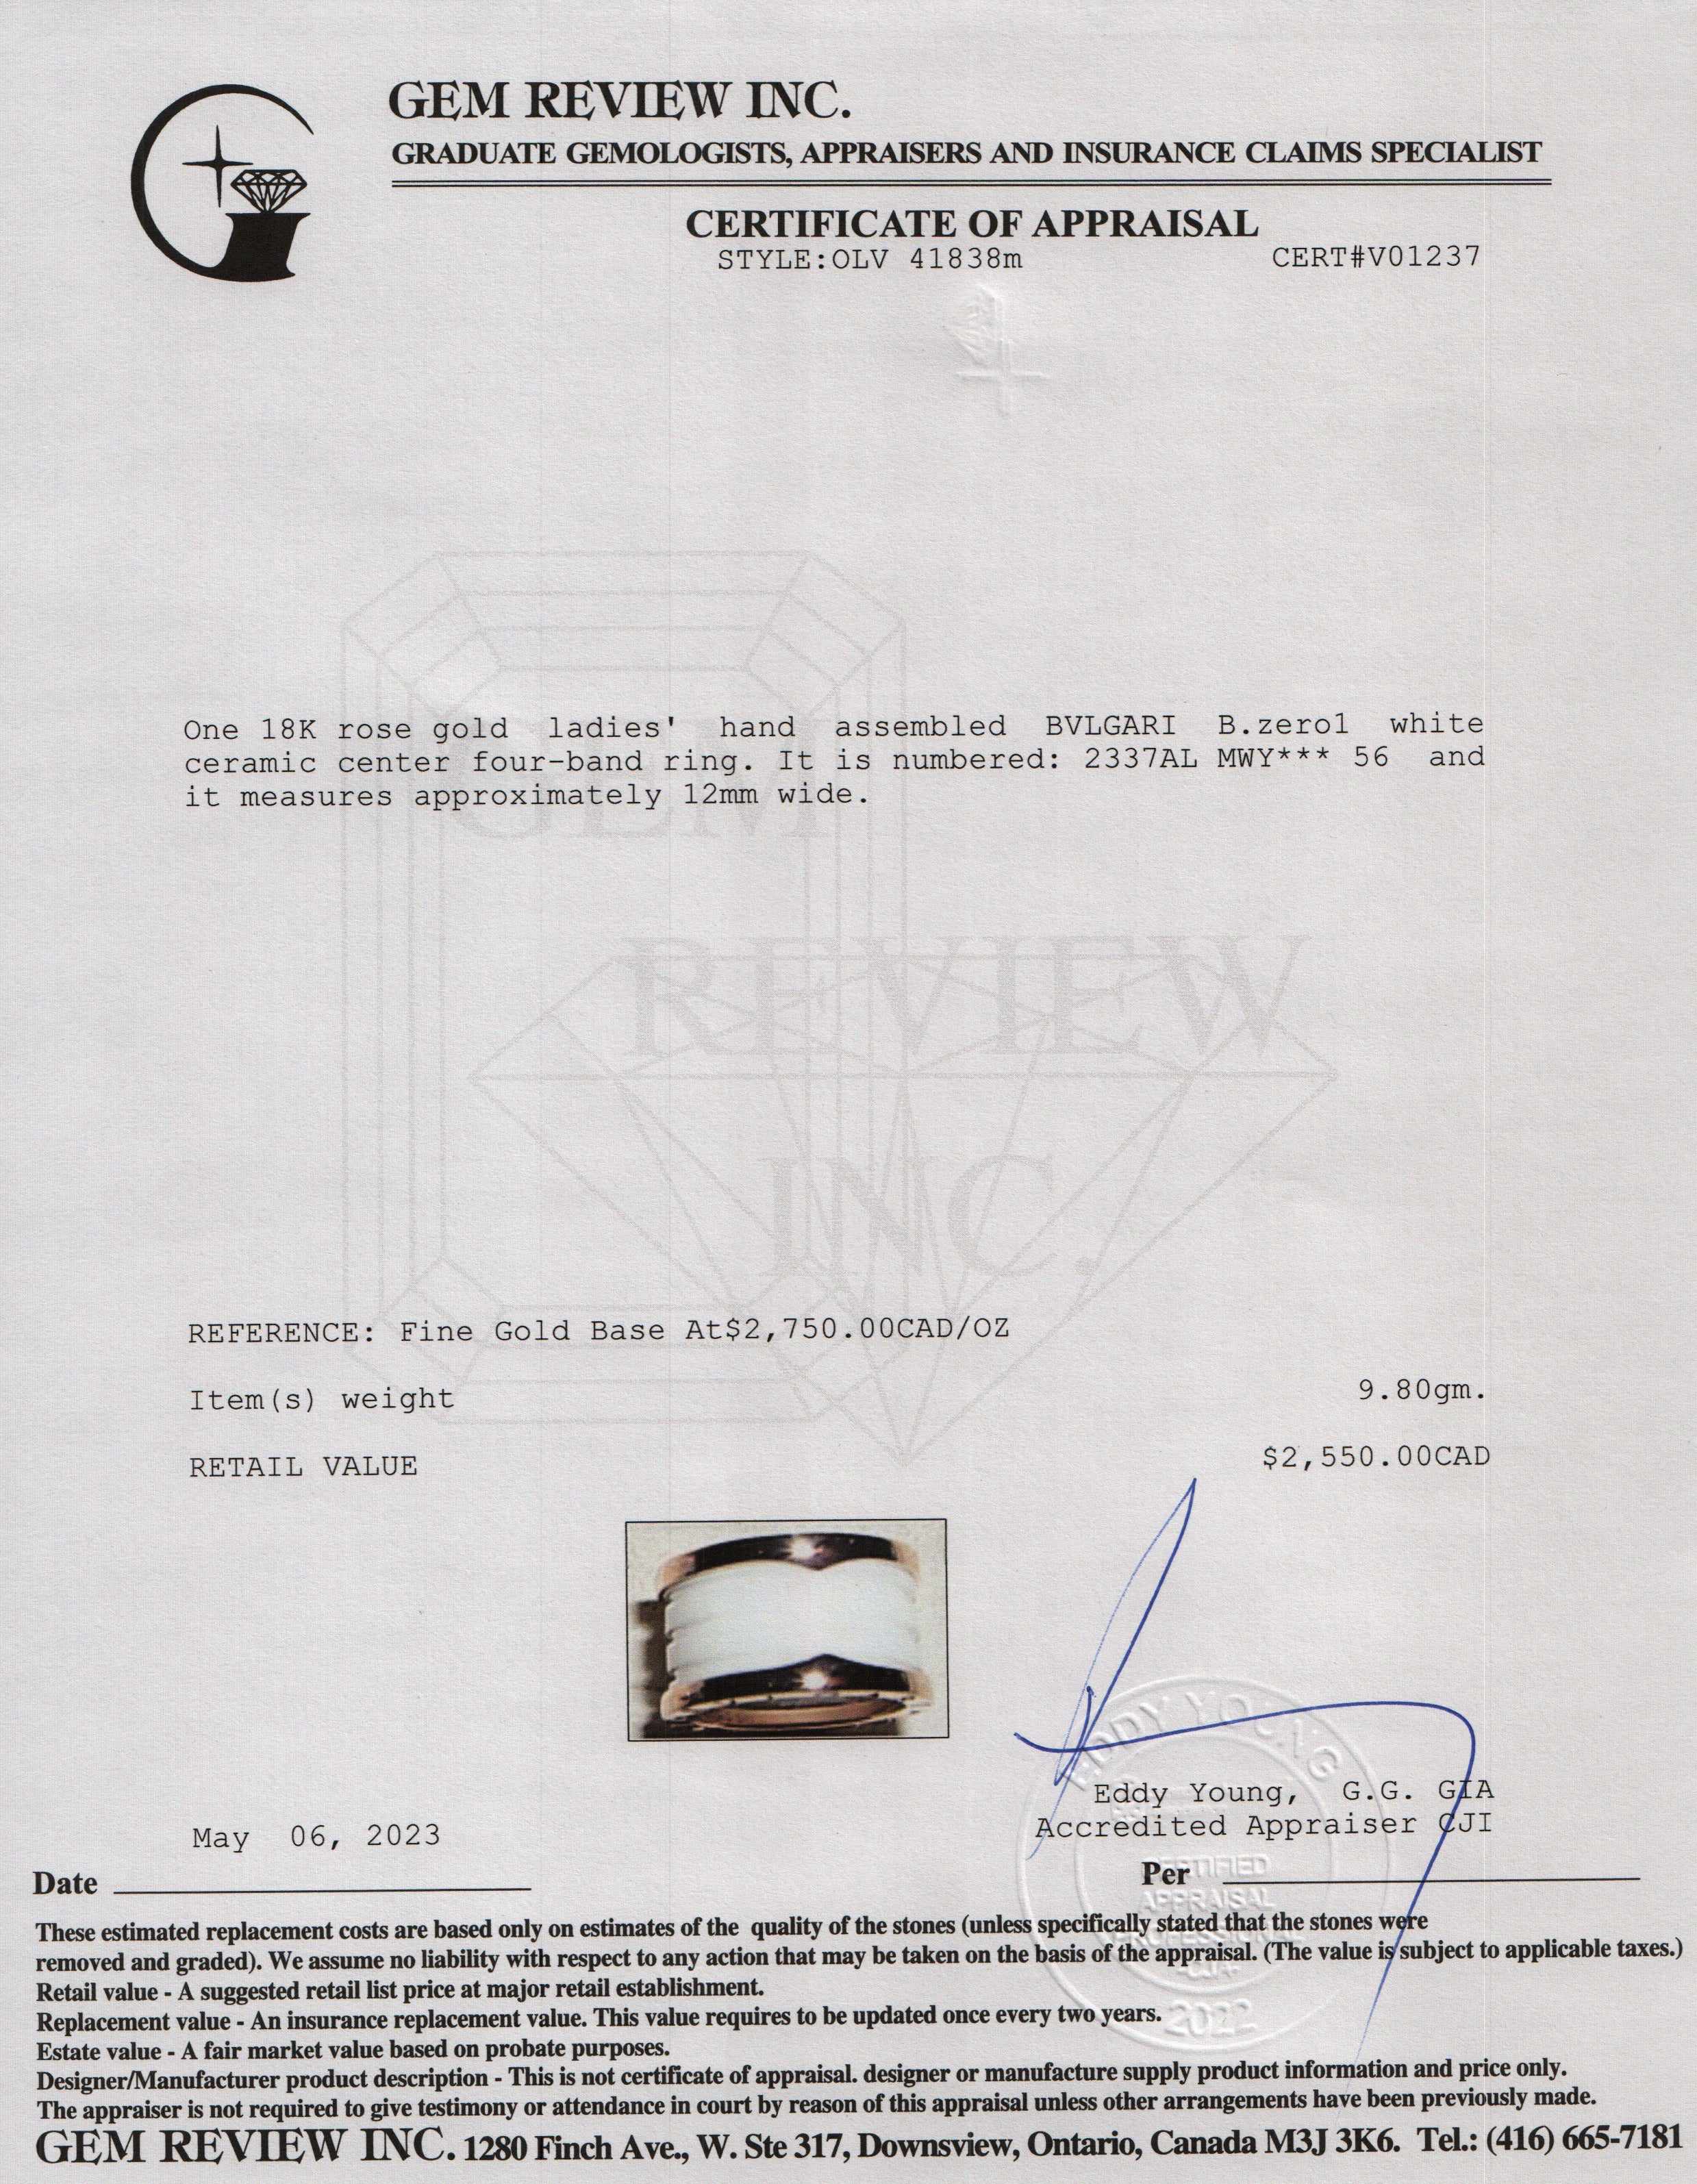 GEM REVIEW INC.
GRADUATE GEMOLOGISTS, APPRAISERS AND INSURANCE CLAIMS SPECIALIST
CERTIFICATE OF APPRAISAL
STYLE:OLV 41838m CERT#V01237
One 18K rose gold ladies' hand assembled BVLGARI B.zero1 white
ceramic center four-band ring. It is numbered: 2337AL MWY*** 56 and
it measures approximately 12mm wide.
GEM
REVIEW
INC.
REFERENCE: Fine Gold Base At$2,750.00CAD/OZ
Item(s) weight 9.80gm.
RETAIL VALUE $2,550.00CAD
EDDY YOUNG
Eddy Young, G.G. GIA
Accredited Appraiser CJI
May 06, 2023
Date
Per
CERTIFIED
APPRAISAL
PROFESSIONAL
2022
These estimated replacement costs are based only on estimates of the quality of the stones (unless specifically stated that the stones were
removed and graded). We assume no liability with respect to any action that may be taken on the basis of the appraisal. (The value is subject to applicable taxes.)
Retail value - A suggested retail list price at major retail establishment.
Replacement value - An insurance replacement value. This value requires to be updated once every two years.
Estate value - A fair market value based on probate purposes.
Designer/Manufacturer product description - This is not certificate of appraisal. designer or manufacture supply product information and price only.
The appraiser is not required to give testimony or attendance in court by reason of this appraisal unless other arrangements have been previously made.
GEM REVIEW INC. 1280 Finch Ave., W. Ste 317, Downsview, Ontario, Canada M3J 3K6. Tel.: (416) 665-7181